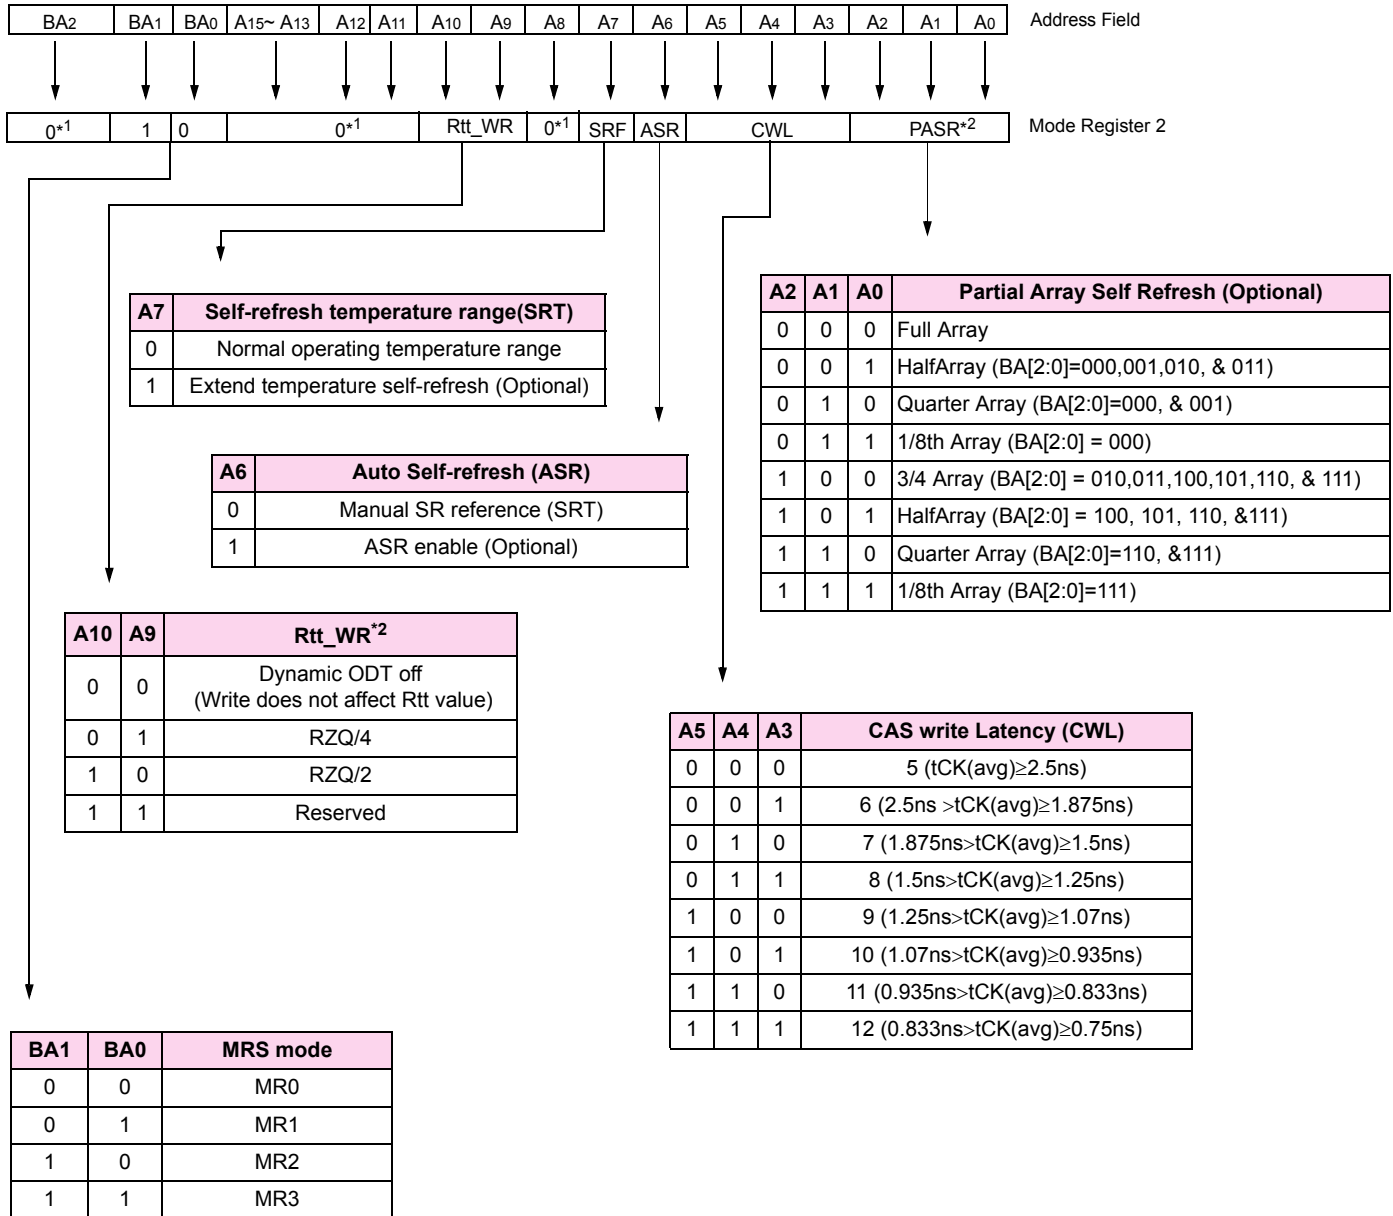 BA2 BA1 BA0 A15~ A13 A12 A11 A10 A9 A8 A7 A6 A5 A4 A3 A2 A1 A0 Address Field
0*1 1 0 0*1 Rtt_WR 0*1 SRF ASR CWL PASR*2 Mode Register 2
A7 Self-refresh temperature range(SRT)
0 Normal operating temperature range
1 Extend temperature self-refresh (Optional)
A2 A1 A0 Partial Array Self Refresh (Optional)
0 0 0 Full Array
0 0 1 HalfArray (BA[2:0]=000,001,010, & 011)
0 1 0 Quarter Array (BA[2:0]=000, & 001)
0 1 1 1/8th Array (BA[2:0] = 000)
1 0 0 3/4 Array (BA[2:0] = 010,011,100,101,110, & 111)
1 0 1 HalfArray (BA[2:0] = 100, 101, 110, &111)
1 1 0 Quarter Array (BA[2:0]=110, &111)
1 1 1 1/8th Array (BA[2:0]=111)
A6 Auto Self-refresh (ASR)
0 Manual SR reference (SRT)
1 ASR enable (Optional)
A10 A9 Rtt_WR*2
0 0 Dynamic ODT off
(Write does not affect Rtt value)
0 1 RZQ/4
1 0 RZQ/2
1 1 Reserved
A5 A4 A3 CAS write Latency (CWL)
0 0 0 5 (tCK(avg)≥2.5ns)
0 0 1 6 (2.5ns >tCK(avg)≥1.875ns)
0 1 0 7 (1.875ns>tCK(avg)≥1.5ns)
0 1 1 8 (1.5ns>tCK(avg)≥1.25ns)
1 0 0 9 (1.25ns>tCK(avg)≥1.07ns)
1 0 1 10 (1.07ns>tCK(avg)≥0.935ns)
1 1 0 11 (0.935ns>tCK(avg)≥0.833ns)
1 1 1 12 (0.833ns>tCK(avg)≥0.75ns)
BA1 BA0 MRS mode
0 0 MR0
0 1 MR1
1 0 MR2
1 1 MR3